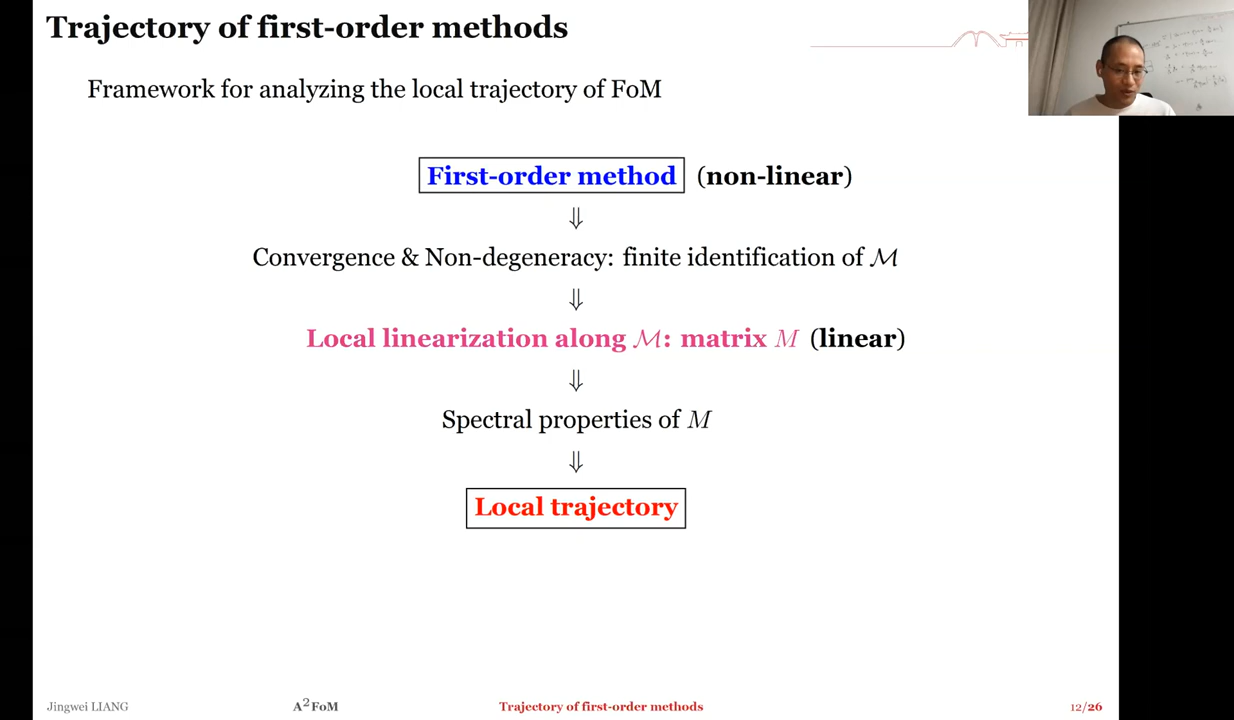 Trajectory of first-order methods
Framework for analyzing the local trajectory of FoM
First-order method (non-linear)
⇓
Convergence & Non-degeneracy: finite identification of ℳ
⇓
Local linearization along ℳ: matrix M (linear)
⇓
Spectral properties of M
⇓
Local trajectory
Jingwei LIANG A²FoM Trajectory of first-order methods 12/26